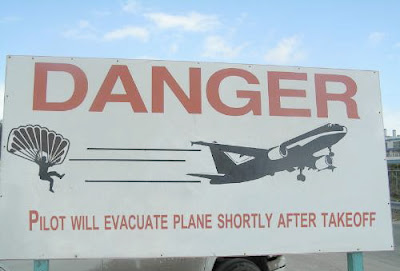 DANGER
PILOT WILL EVACUATE PLANE SHORTLY AFTER TAKEOFF